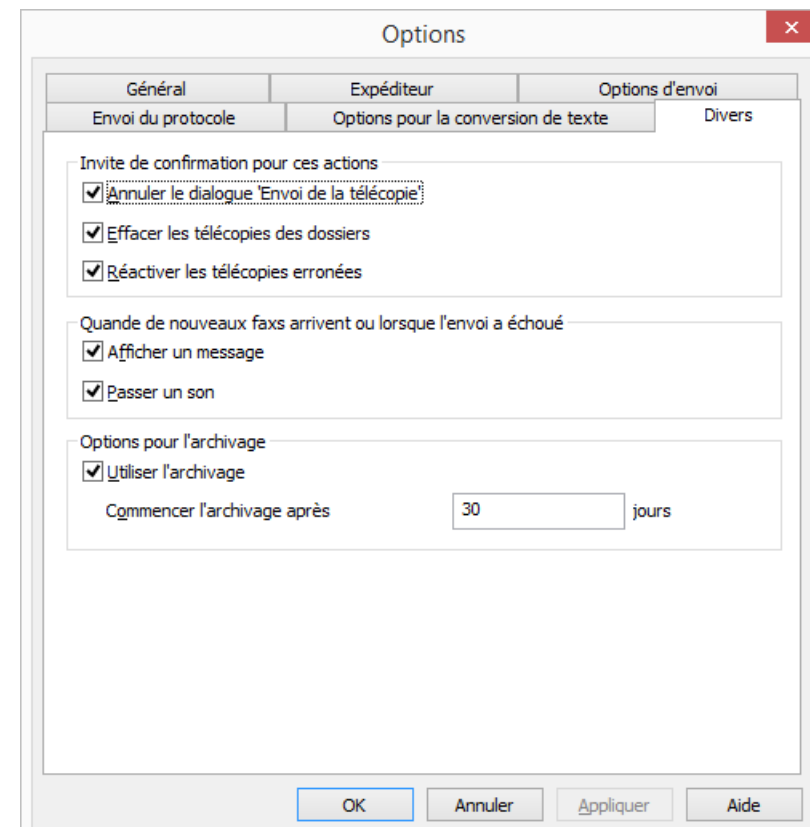 Options
Général Expéditeur Options d'envoi
Envoi du protocole Options pour la conversion de texte Divers
Invite de confirmation pour ces actions
Annuler le dialogue 'Envoi de la télécopie'
Effacer les télécopies des dossiers
Réactiver les télécopies erronées
Quande de nouveaux faxs arrivent ou lorsque l'envoi a échoué
Afficher un message
Passer un son
Options pour l'archivage
Utiliser l'archivage
Commencer l'archivage après 30 jours
OK Annuler Appliquer Aide